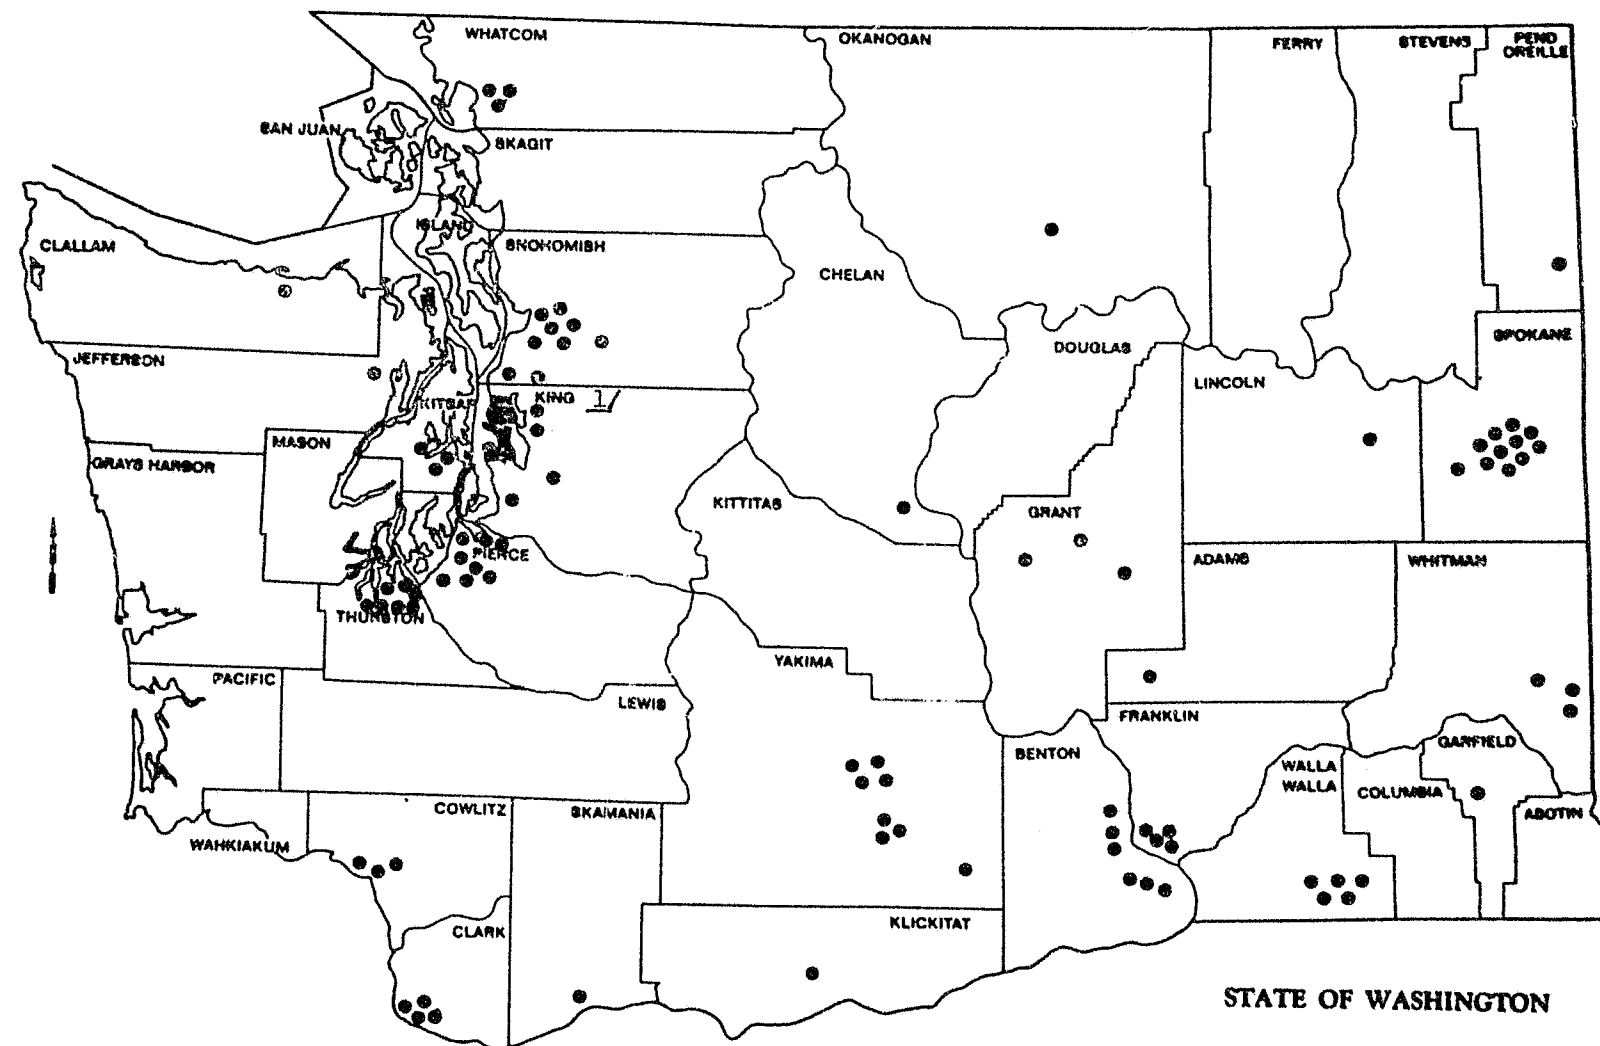 WHATCOM
OKANOGAN
FERRY
STEVENS
PEND
OREILLE
SAN JUAN
SKAGIT
ISLAND
CLALLAM
SNOHOMISH
CHELAN
SPOKANE
JEFFERSON
DOUGLAS
LINCOLN
KITSAP
KING 1/
MASON
GRAYS HARBOR
KITTITAS
GRANT
PIERCE
ADAMS
WHITMAN
THURSTON
YAKIMA
PACIFIC
LEWIS
FRANKLIN
BENTON
GARFIELD
WALLA
WALLA
COLUMBIA
COWLITZ
SKAMANIA
ASOTIN
WAHKIAKUM
CLARK
KLICKITAT
STATE OF WASHINGTON